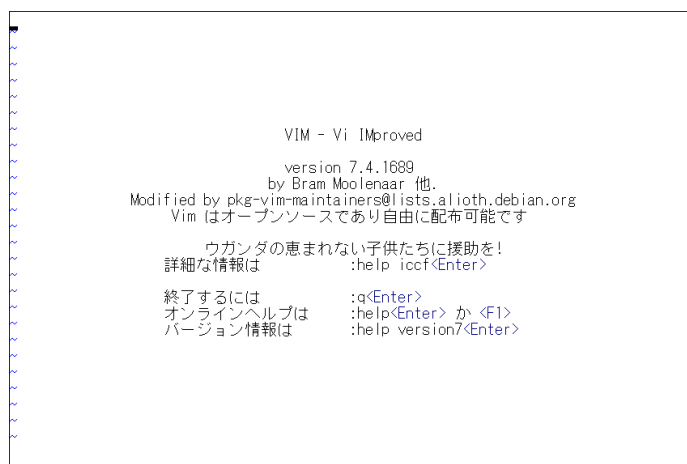 ~
~
~
~
~
~
~ VIM - Vi IMproved
~
~ version 7.4.1689
~ by Bram Moolenaar 他.
~ Modified by pkg-vim-maintainers@lists.alioth.debian.org
~ Vim はオープンソースであり自由に配布可能です
~
~ ウガンダの恵まれない子供たちに援助を!
~ 詳細な情報は :help iccf<Enter>
~
~ 終了するには :q<Enter>
~ オンラインヘルプは :help<Enter> か <F1>
~ バージョン情報は :help version7<Enter>
~
~
~
~
~
~
~